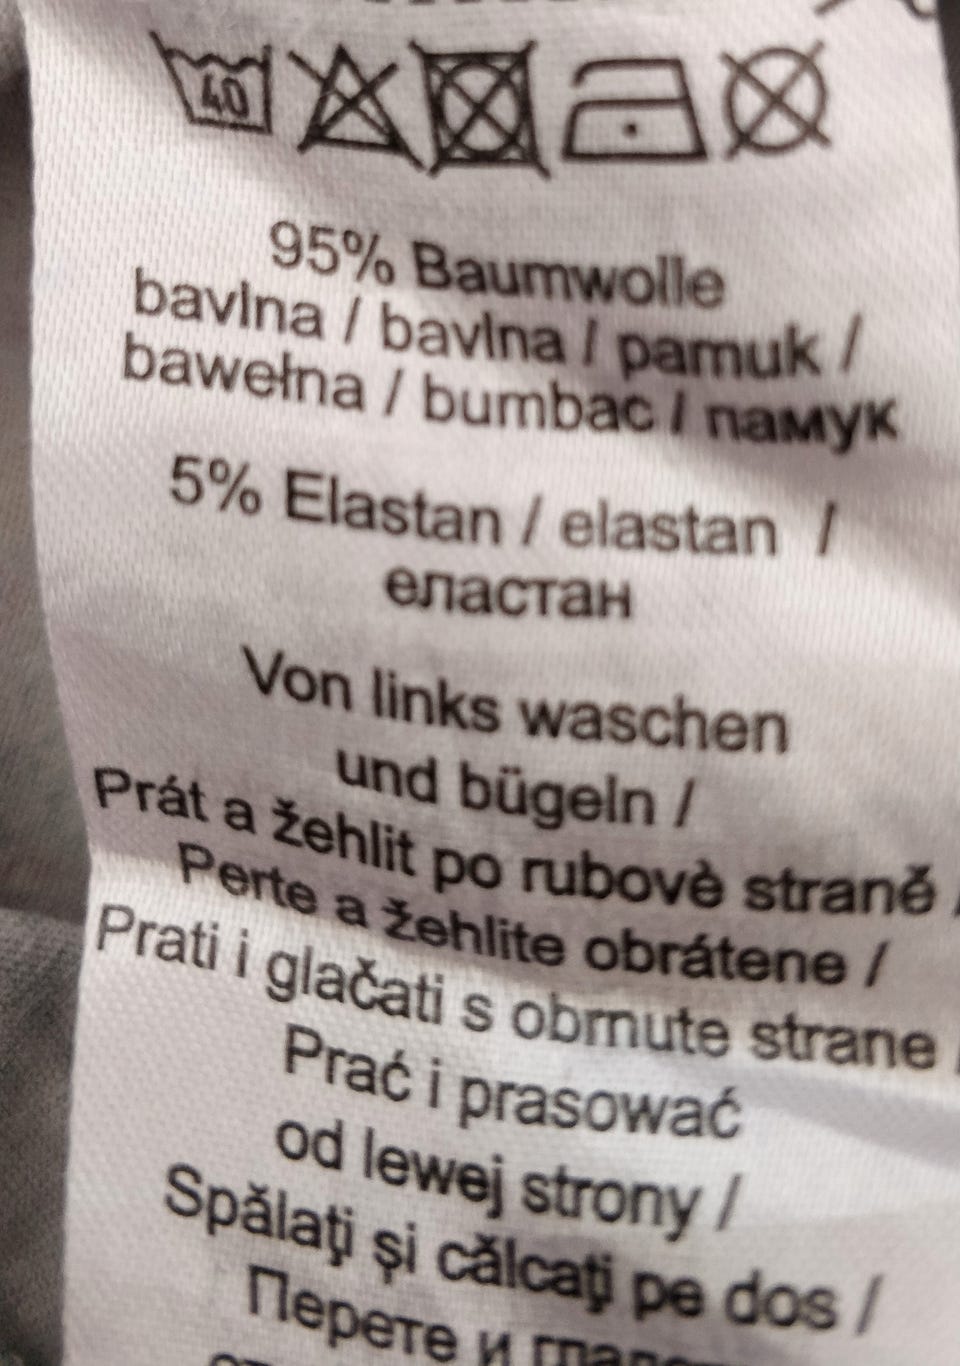 40
95% Baumwolle
bavlna / bavlna / pamuk /
bawełna / bumbac / памук
5% Elastan / elastan /
еластан
Von links waschen
und bügeln /
Prát a žehlit po rubovè straně /
Perte a žehlite obrátene /
Prati i glačati s obrnute strane /
Prać i prasować
od lewej strony /
Spălaţi şi călcaţi pe dos /
Перете и